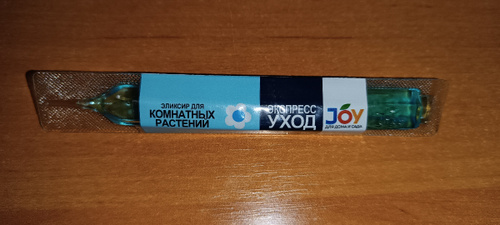 ЭЛИКСИР ДЛЯ
КОМНАТНЫХ
РАСТЕНИЙ
ЭКСПРЕСС
УХОД
JOY
ДЛЯ ДОМА И САДА